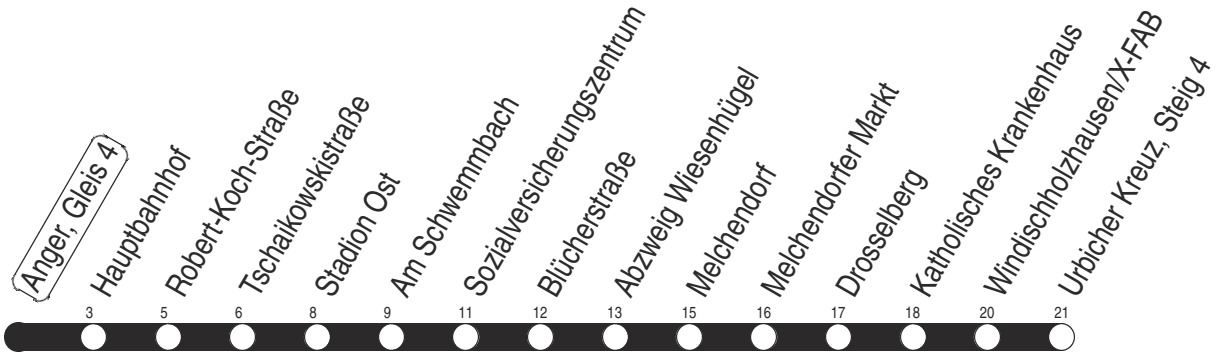 Anger, Gleis 4
Hauptbahnhof
Robert-Koch-Straße
Tschaikowskistraße
Stadion Ost
Am Schwemmbach
Sozialversicherungszentrum
Blücherstraße
Abzweig Wiesenhügel
Melchendorf
Melchendorfer Markt
Drosselberg
Katholisches Krankenhaus
Windischholzhausen/X-FAB
Urbicher Kreuz, Steig 4
3 5 6 8 9 11 12 13 15 16 17 18 20 21